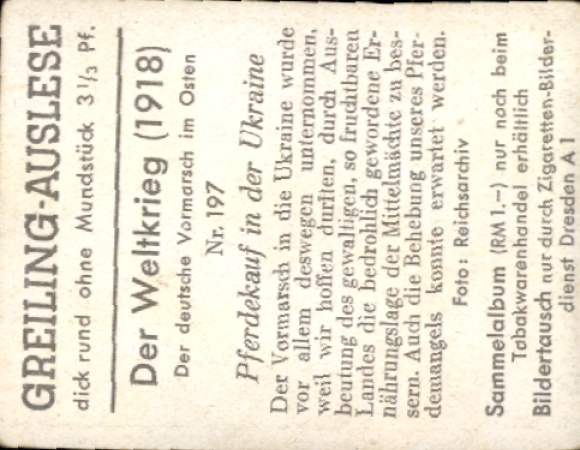 GREILING-AUSLESE
dick rund ohne Mundstück 3 1/3 Pf.
Der Weltkrieg (1918)
Der deutsche Vormarsch im Osten
Nr. 197
Pferdekauf in der Ukraine
Der Vormarsch in die Ukraine wurde
vor allem deswegen unternommen,
weil wir hoffen durften, durch Aus-
beutung des gewaltigen, so fruchtbaren
Landes die bedrohlich gewordene Er-
nährungslage der Mittelmächte zu bes-
sern. Auch die Behebung unseres Pfer-
demangels konnte erwartet werden.
Foto: Reichsarchiv
Sammelalbum (RM 1.–) nur noch beim
Tabakwarenhandel erhältlich
Bildertausch nur durch Zigaretten-Bilder-
dienst Dresden A 1